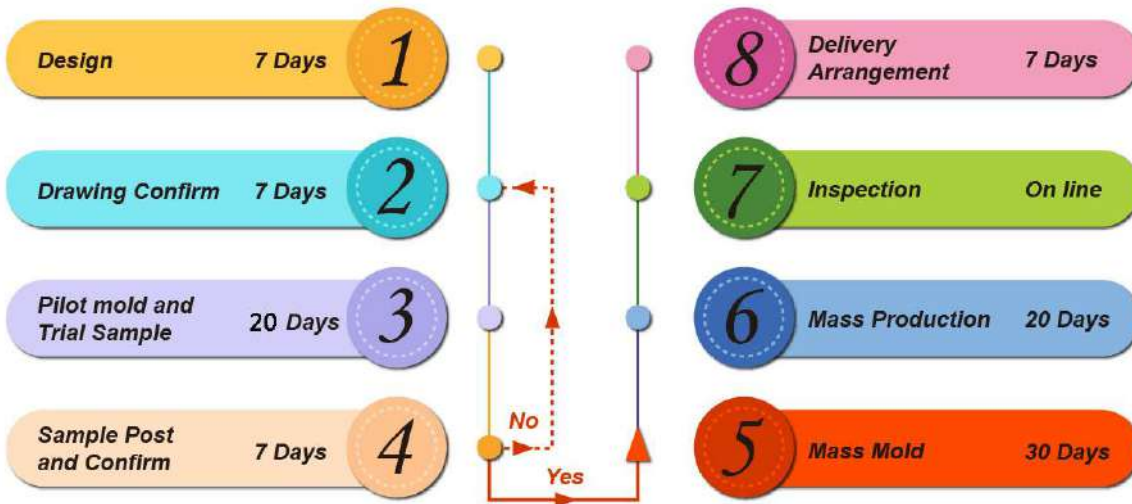 Design 7 Days 1
Drawing Confirm 7 Days 2
Pilot mold and
Trial Sample 20 Days 3
Sample Post
and Confirm 7 Days 4
No
Yes
8 Delivery
Arrangement 7 Days
7 Inspection On line
6 Mass Production 20 Days
5 Mass Mold 30 Days